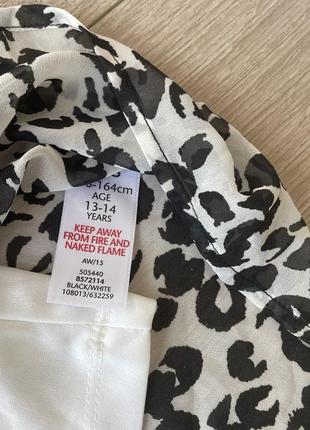 -164cm
AGE
13-14
YEARS
KEEP AWAY
FROM FIRE AND
NAKED FLAME
AW/15
505440
8572114
BLACK/WHITE
108013/632259